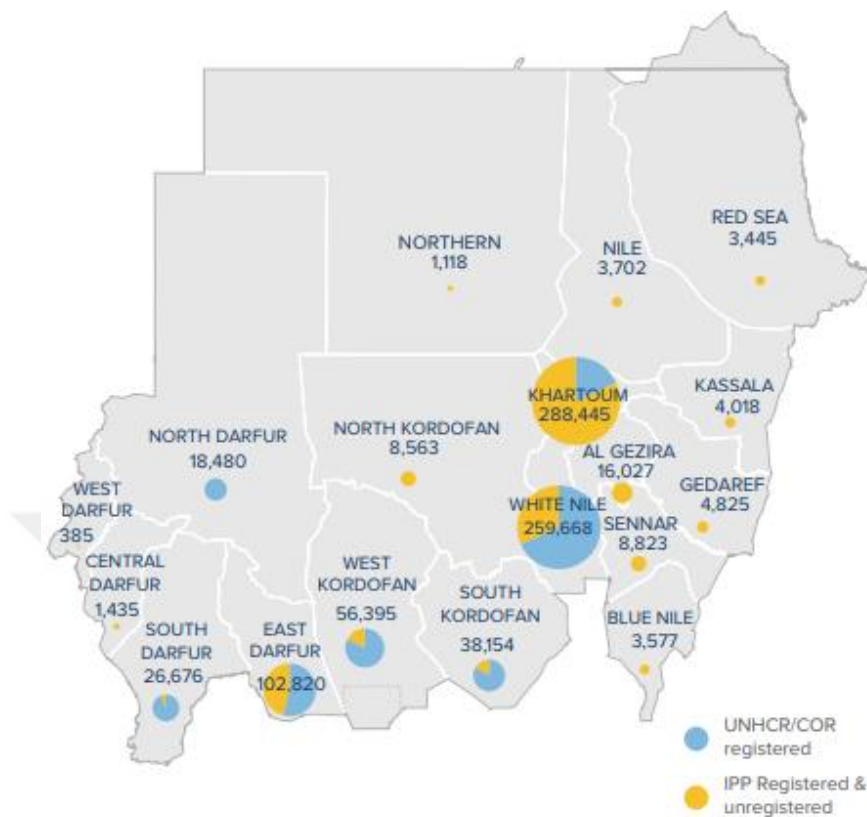 NORTHERN
1,118
NILE
3,702
RED SEA
3,445
KHARTOUM
288,445
KASSALA
4,018
NORTH DARFUR
18,480
NORTH KORDOFAN
8,563
AL GEZIRA
16,027
GEDAREF
4,825
WEST
DARFUR
385
WHITE NILE
259,668
SENNAR
8,823
CENTRAL
DARFUR
1,435
WEST
KORDOFAN
56,395
SOUTH
KORDOFAN
38,154
SOUTH
DARFUR
26,676
EAST
DARFUR
102,820
BLUE NILE
3,577
UNHCR/COR
registered
IPP Registered &
unregistered